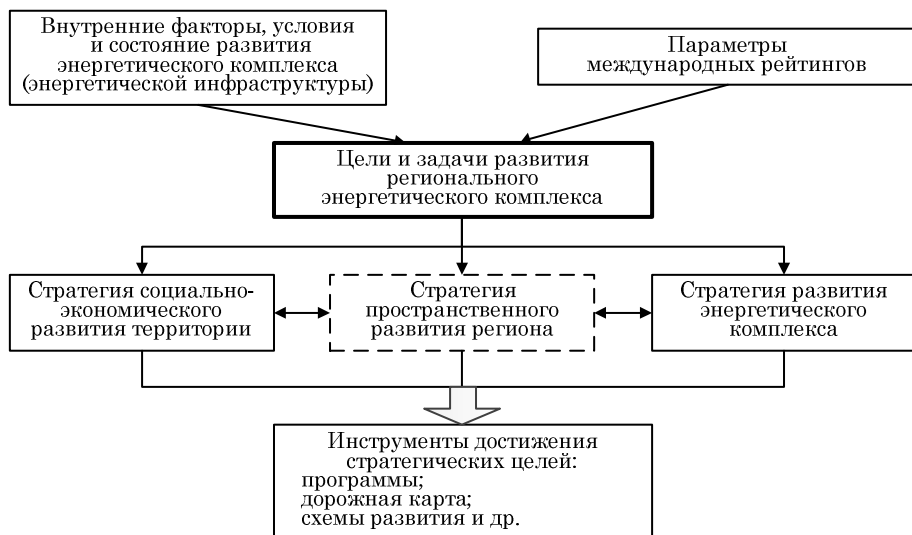 Внутренние факторы, условия
и состояние развития
энергетического комплекса
(энергетической инфраструктуры)
Параметры
международных рейтингов
Цели и задачи развития
регионального
энергетического комплекса
Стратегия социально-
экономического
развития территории
Стратегия
пространственного
развития региона
Стратегия развития
энергетического
комплекса
Инструменты достижения
стратегических целей:
программы;
дорожная карта;
схемы развития и др.